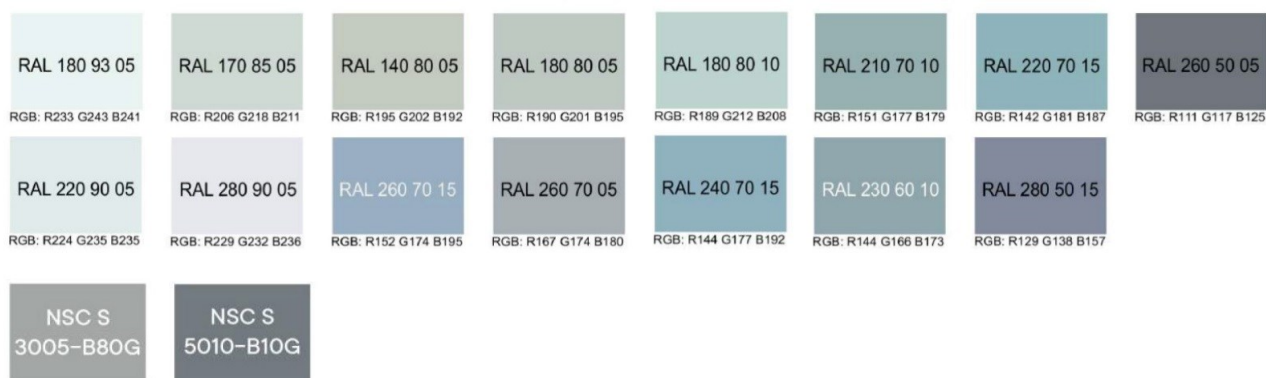 RAL 180 93 05
RAL 170 85 05
RAL 140 80 05
RAL 180 80 05
RAL 180 80 10
RAL 210 70 10
RAL 220 70 15
RAL 260 50 05
RGB: R233 G243 B241
RGB: R206 G218 B211
RGB: R195 G202 B192
RGB: R190 G201 B195
RGB: R189 G212 B208
RGB: R151 G177 B179
RGB: R142 G181 B187
RGB: R111 G117 B125
RAL 220 90 05
RAL 280 90 05
RAL 260 70 15
RAL 260 70 05
RAL 240 70 15
RAL 230 60 10
RAL 280 50 15
RGB: R224 G235 B235
RGB: R229 G232 B236
RGB: R152 G174 B195
RGB: R167 G174 B180
RGB: R144 G177 B192
RGB: R144 G166 B173
RGB: R129 G138 B157
NSC S
3005-B80G
NSC S
5010-B10G